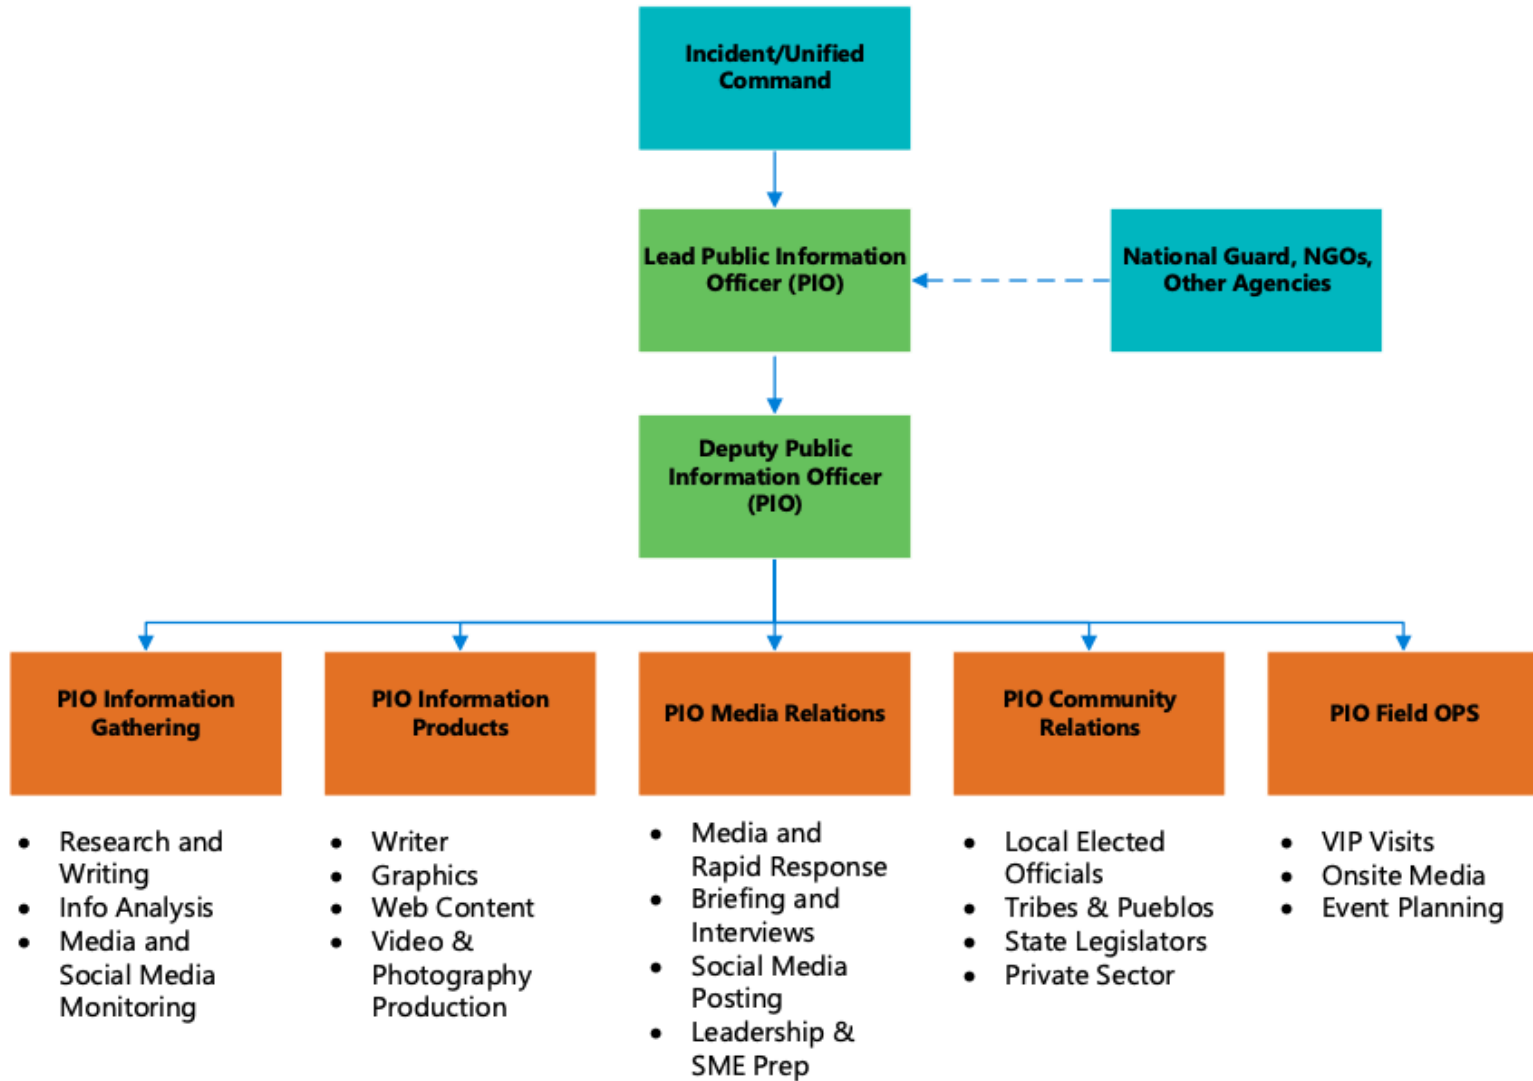 Incident/Unified
Command
Lead Public Information
Officer (PIO)
National Guard, NGOs,
Other Agencies
Deputy Public
Information Officer
(PIO)
PIO Information
Gathering
PIO Information
Products
PIO Media Relations
PIO Community
Relations
PIO Field OPS
• Research and
Writing
• Info Analysis
• Media and
Social Media
Monitoring
• Writer
• Graphics
• Web Content
• Video &
Photography
Production
• Media and
Rapid Response
• Briefing and
Interviews
• Social Media
Posting
• Leadership &
SME Prep
• Local Elected
Officials
• Tribes & Pueblos
• State Legislators
• Private Sector
• VIP Visits
• Onsite Media
• Event Planning